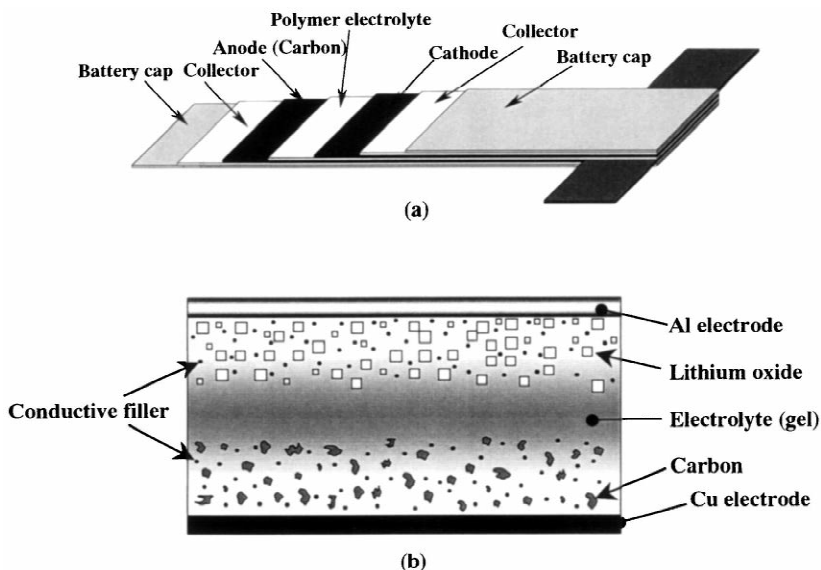 Polymer electrolyte
Anode (Carbon)
Collector
Cathode
Battery cap
Collector
Battery cap
(a)
Al electrode
Lithium oxide
Conductive filler
Electrolyte (gel)
Carbon
Cu electrode
(b)